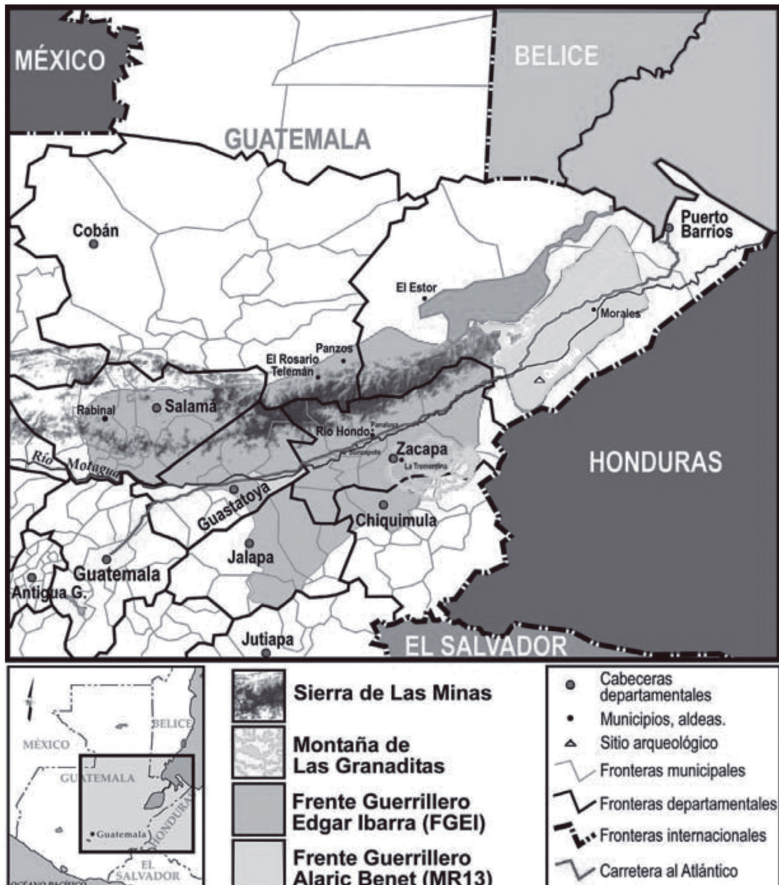 MÉXICO
BELICE
GUATEMALA
Cobán
Puerto
Barrios
El Estor
Morales
Panzos
El Rosario
Telemán
Rabinal
Salamá
Río Hondo
Zacapa
La Trementina
Río Motagua
HONDURAS
Guastatoya
Chiquimula
Guatemala
Jalapa
Antigua G.
Jutiapa
EL SALVADOR
MÉXICO
BELICE
GUATEMALA
Guatemala
HONDURAS
EL
SALVADOR
OCÉANO PACÍFICO
Sierra de Las Minas
Montaña de
Las Granaditas
Frente Guerrillero
Edgar Ibarra (FGEI)
Frente Guerrillero
Alaric Benet (MR13)
Cabeceras
departamentales
Municipios, aldeas.
Sitio arqueológico
Fronteras municipales
Fronteras departamentales
Fronteras internacionales
Carretera al Atlántico